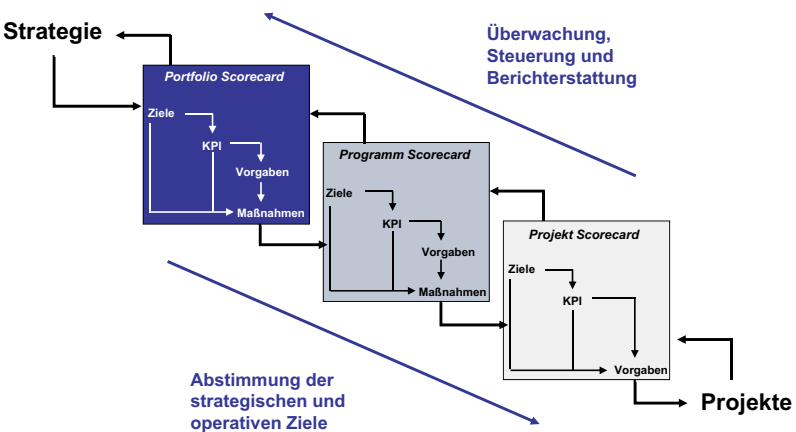 Strategie
Überwachung,
Steuerung und
Berichterstattung
Portfolio Scorecard
Ziele
KPI
Vorgaben
Maßnahmen
Programm Scorecard
Ziele
KPI
Vorgaben
Maßnahmen
Projekt Scorecard
Ziele
KPI
Vorgaben
Abstimmung der
strategischen und
operativen Ziele
Projekte